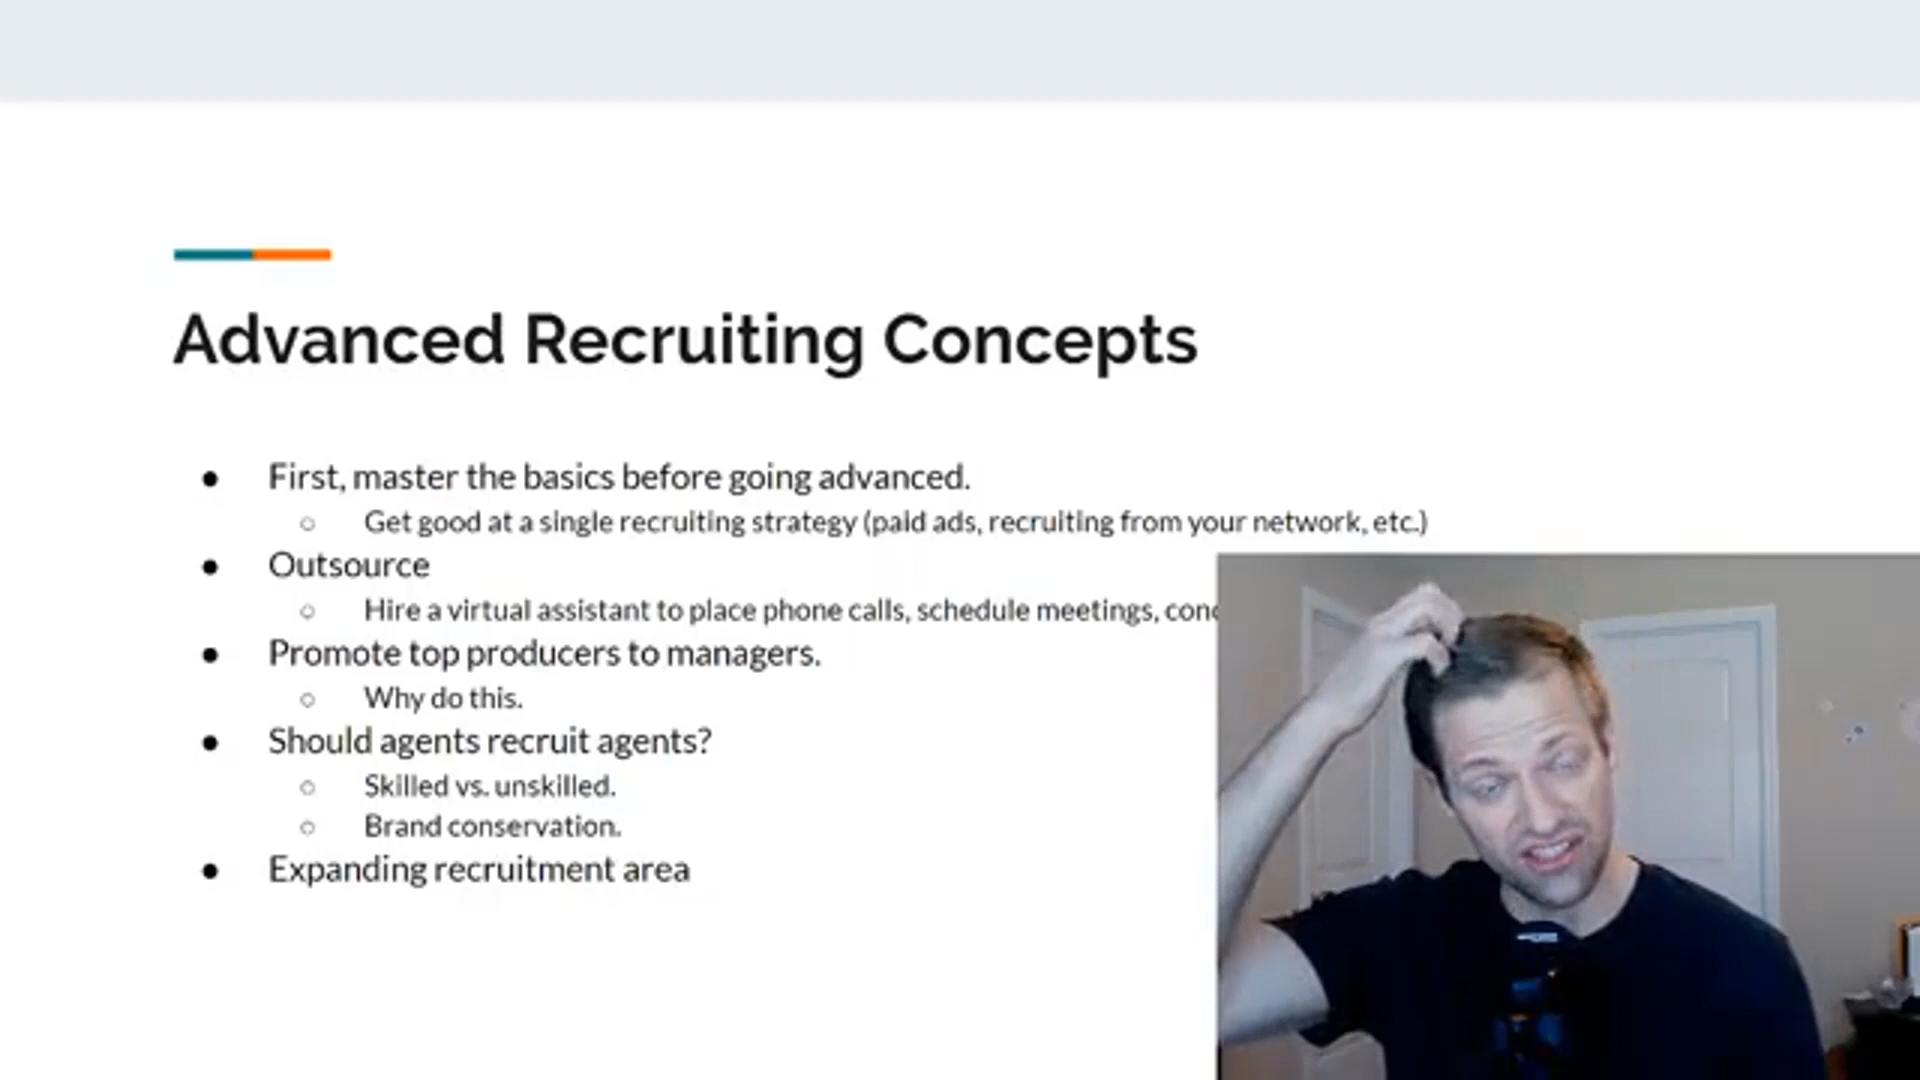 Advanced Recruiting Concepts
● First, master the basics before going advanced.
○ Get good at a single recruiting strategy (paid ads, recruiting from your network, etc.)
● Outsource
○ Hire a virtual assistant to place phone calls, schedule meetings,
● Promote top producers to managers.
○ Why do this.
● Should agents recruit agents?
○ Skilled vs. unskilled.
○ Brand conservation.
● Expanding recruitment area